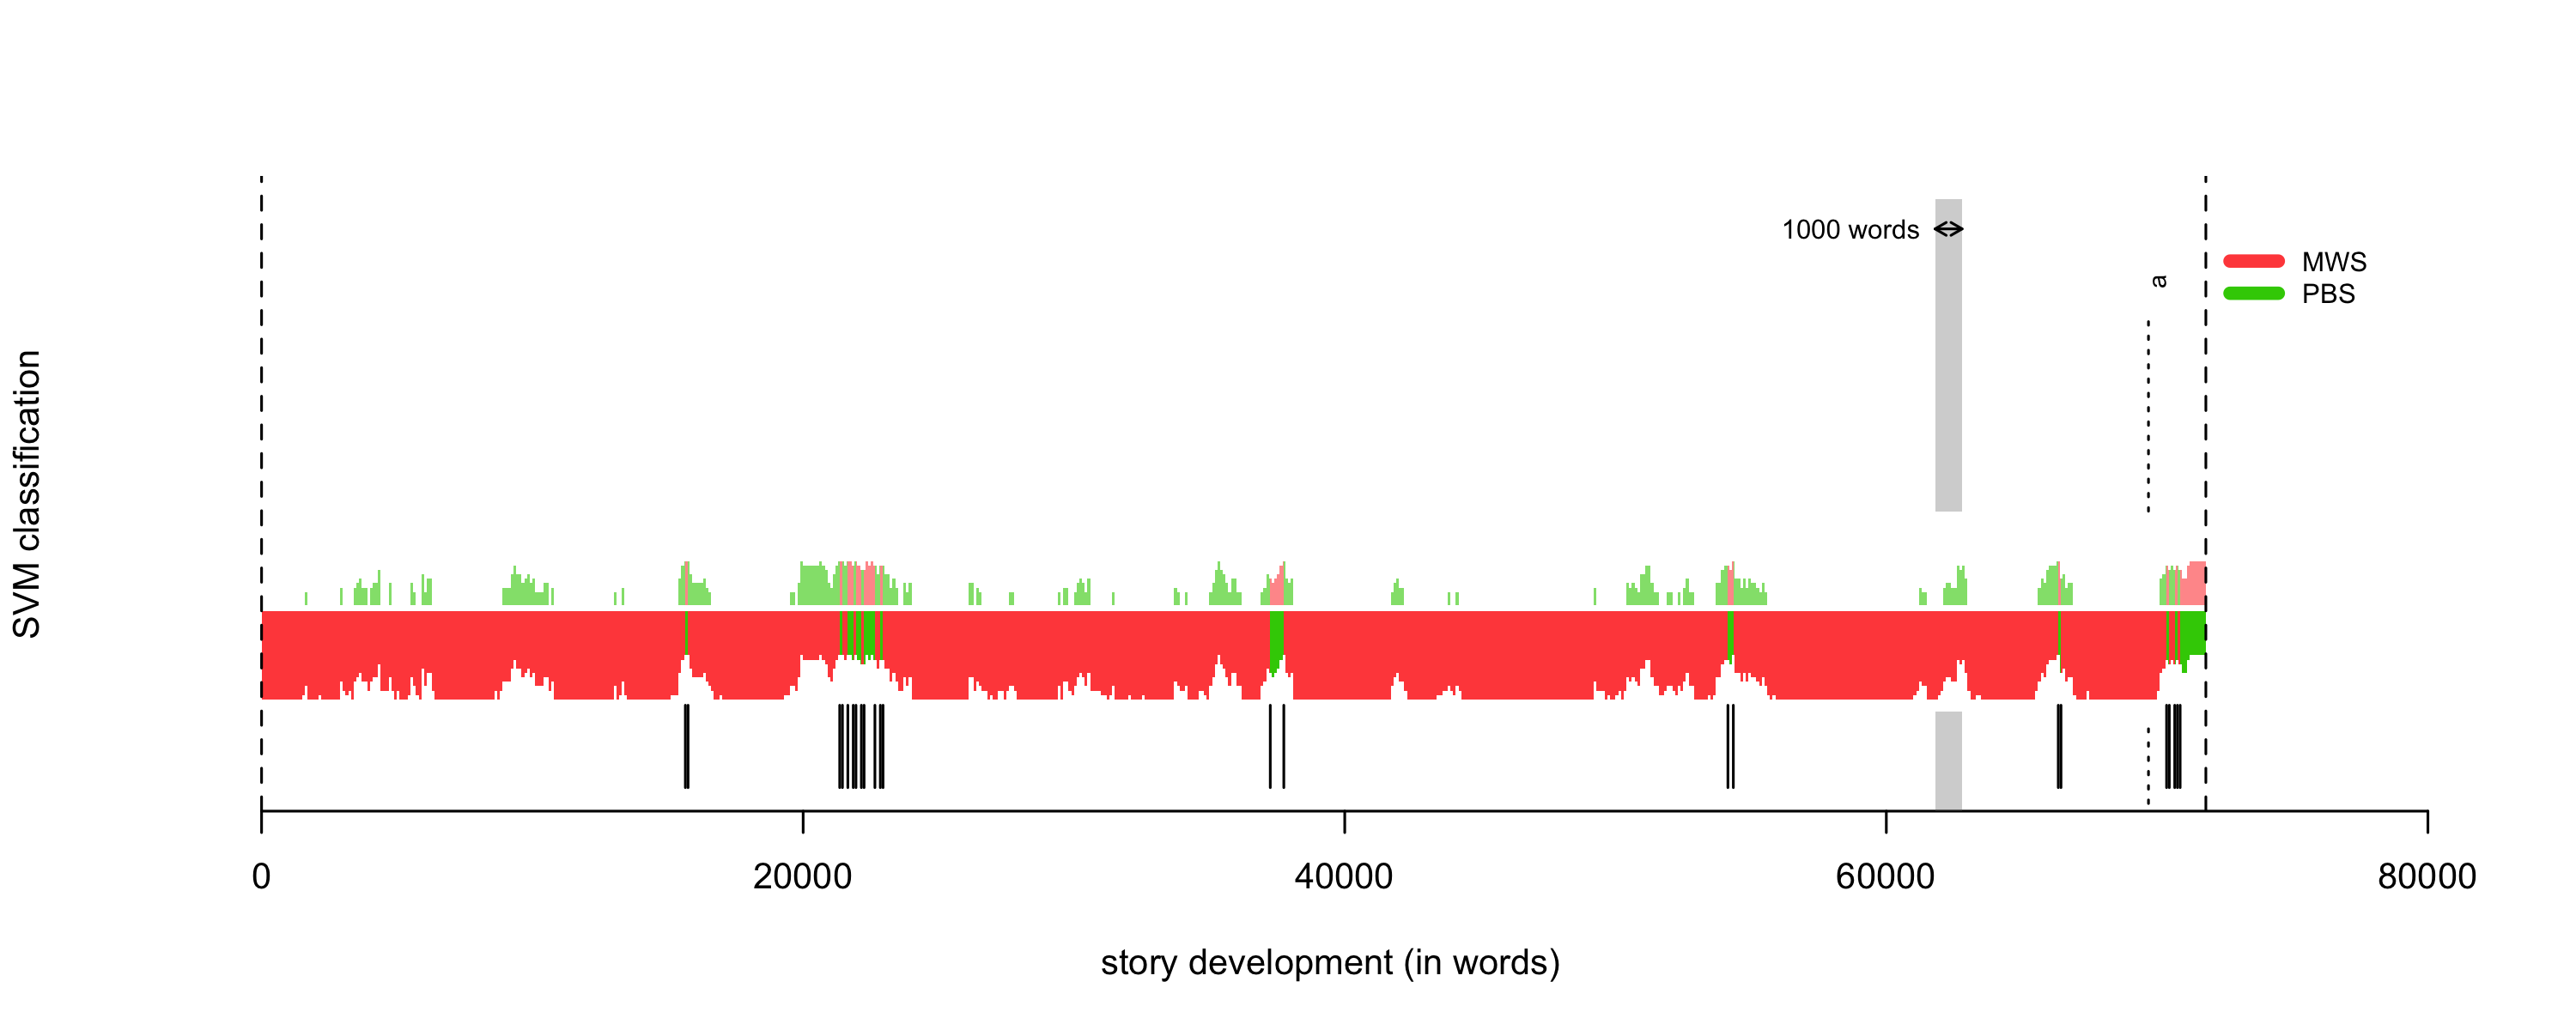 SVM classification
1000 words
a
MWS
PBS
0
20000
40000
60000
80000
story development (in words)